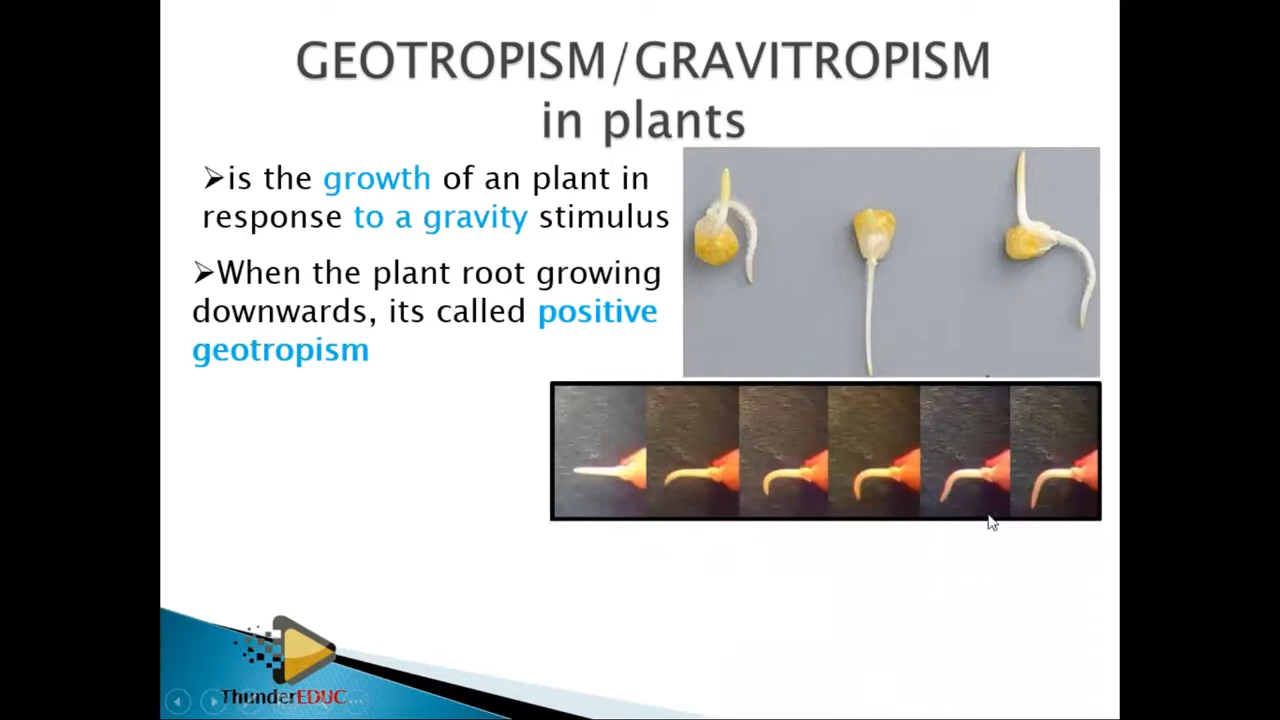 GEOTROPISM/GRAVITROPISM
in plants
➢is the growth of an plant in
response to a gravity stimulus
➢When the plant root growing
downwards, its called positive
geotropism
ThunderEDUC